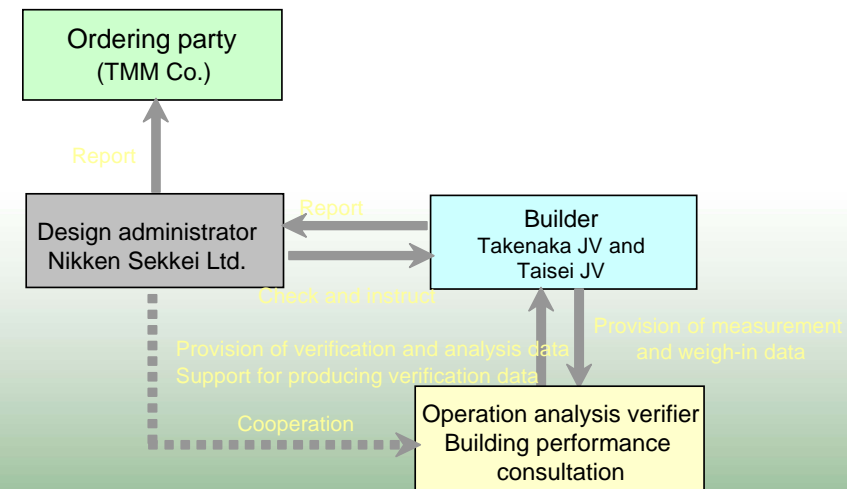 Ordering party
(TMM Co.)
Report
Design administrator
Nikken Sekkei Ltd.
Report
Check and instruct
Builder
Takenaka JV and
Taisei JV
Provision of verification and analysis data
Support for producing verification data
Provision of measurement
and weigh-in data
Cooperation
Operation analysis verifier
Building performance
consultation